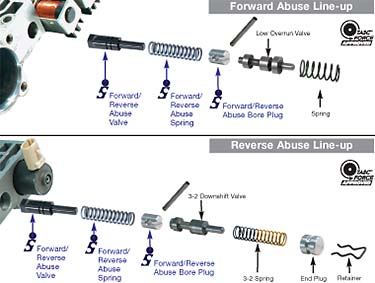 Forward Abuse Line-up
Low Overrun Valve
Forward/
Reverse
Abuse
Valve
Forward/
Reverse
Abuse
Spring
Forward/Reverse
Abuse Bore Plug
Spring
Reverse Abuse Line-up
3-2 Downshift Valve
Forward/
Reverse
Abuse
Valve
Forward/
Reverse
Abuse
Spring
Forward/Reverse
Abuse Bore Plug
3-2 Spring
End Plug
Retainer